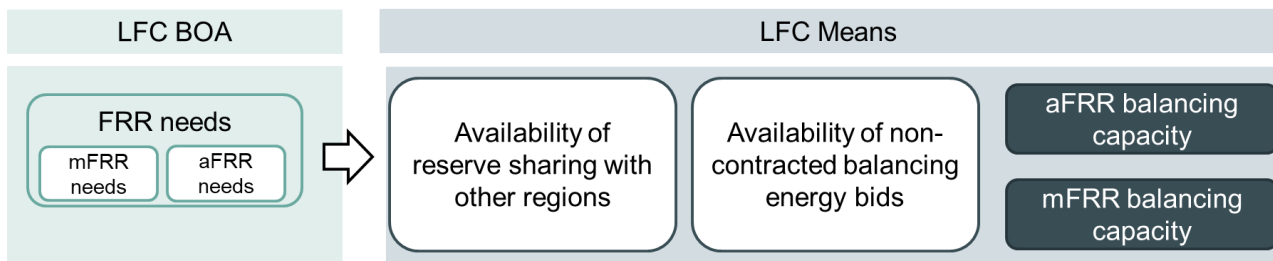 LFC BOA
LFC Means
FRR needs
mFRR
needs
aFRR
needs
Availability of
reserve sharing with
other regions
Availability of non-
contracted balancing
energy bids
aFRR balancing
capacity
mFRR balancing
capacity